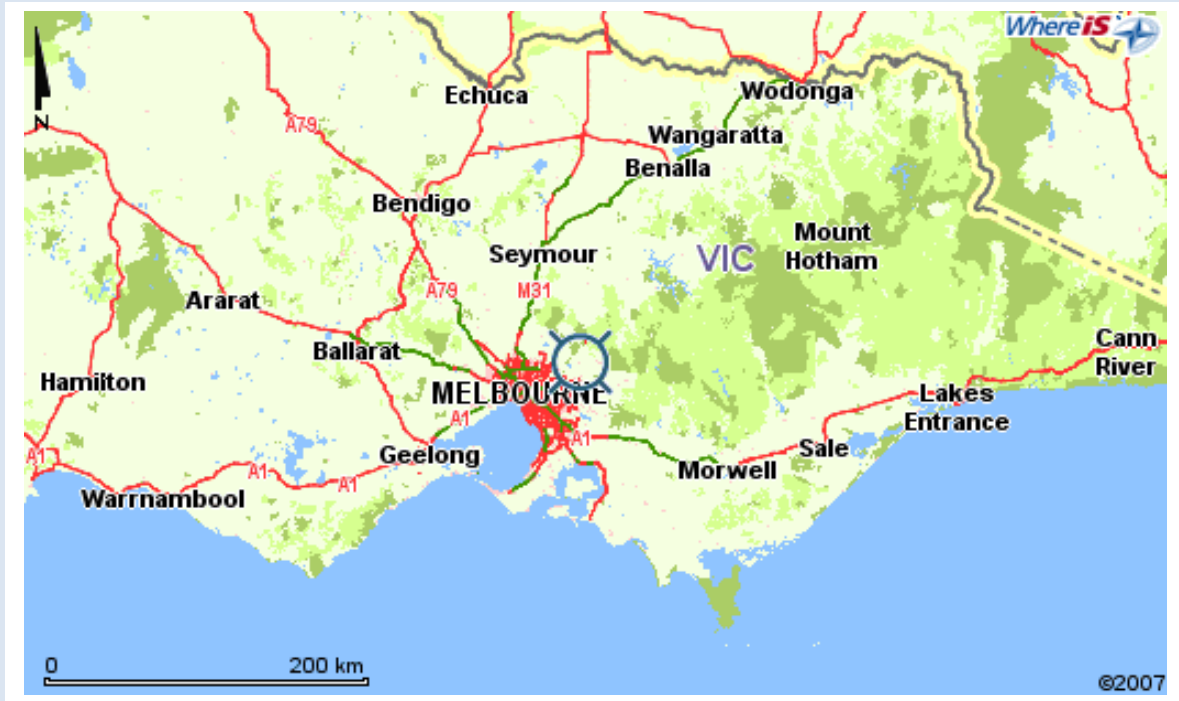 WhereiS
Echuca
Wodonga
N
A79
Wangaratta
Benalla
Bendigo
Mount
Hotham
Seymour
VIC
A79
M31
Ararat
Ballarat
Cann
River
Hamilton
MELBOURNE
Lakes
Entrance
A1
A1
Sale
A1
Geelong
A1
A1
Morwell
Warrnambool
0
200 km
©2007